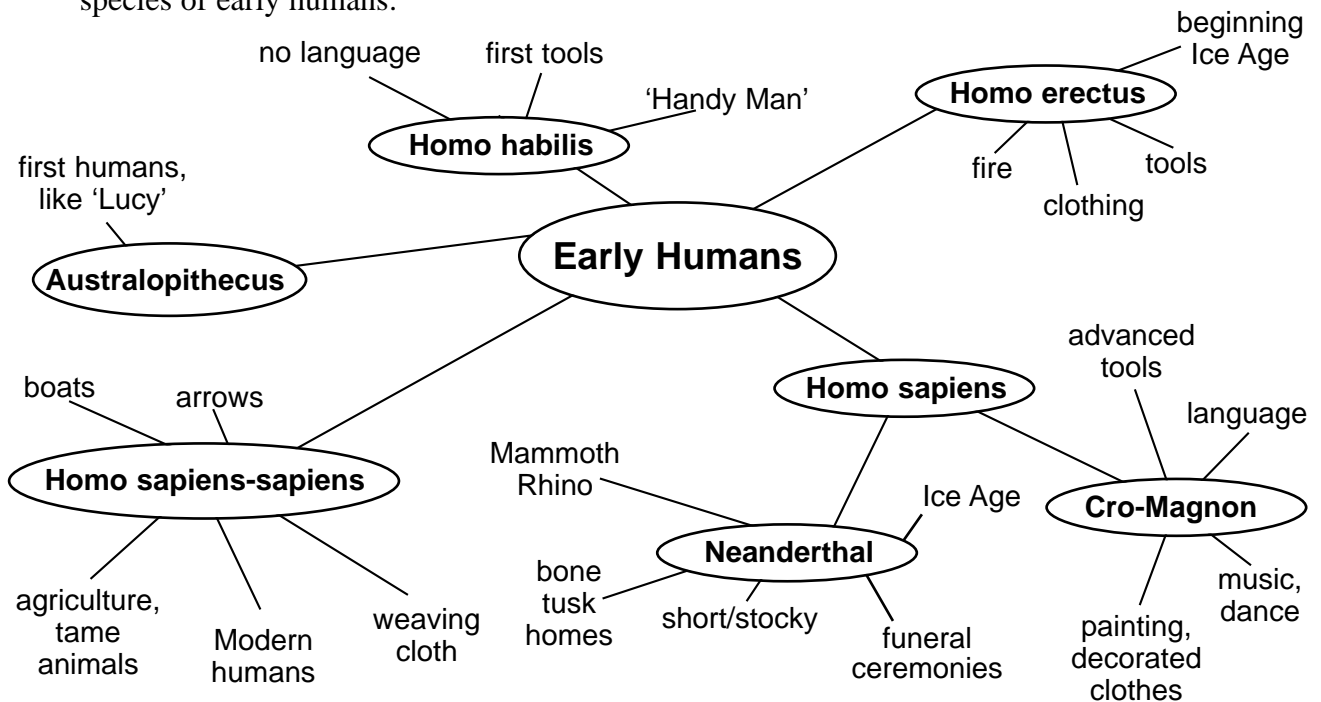 species of early humans.
beginning
Ice Age
Homo erectus
fire
clothing
tools
no language
first tools
‘Handy Man’
Homo habilis
first humans,
like ‘Lucy’
Australopithecus
Early Humans
Homo sapiens
advanced
tools
language
Cro-Magnon
music,
dance
painting,
decorated
clothes
Mammoth
Rhino
Ice Age
Neanderthal
bone
tusk
homes
short/stocky
funeral
ceremonies
boats
arrows
Homo sapiens-sapiens
agriculture,
tame
animals
Modern
humans
weaving
cloth